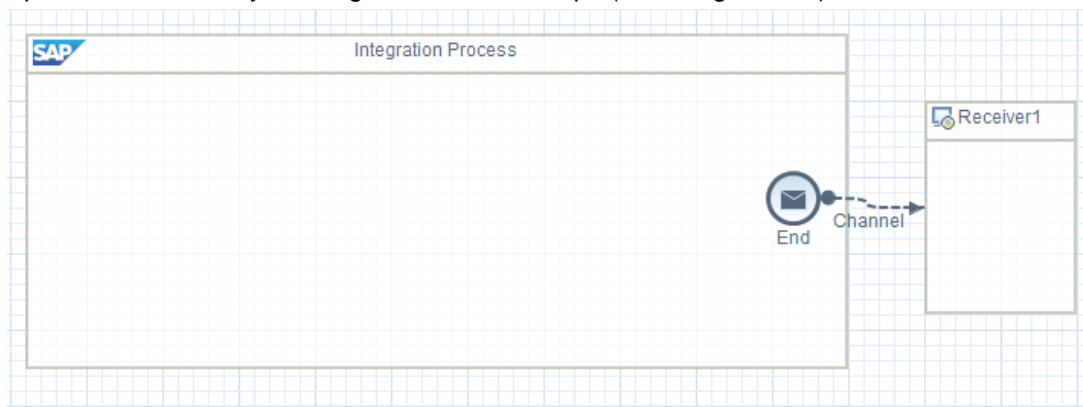 SAP
Integration Process
Receiver1
Channel
End